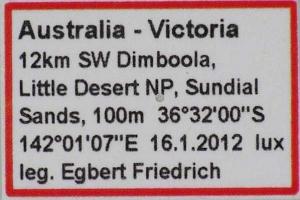 Australia - Victoria
12km SW Dimboola,
Little Desert NP, Sundial
Sands, 100m 36°32'00"S
142°01'07"E 16.1.2012 lux
leg. Egbert Friedrich